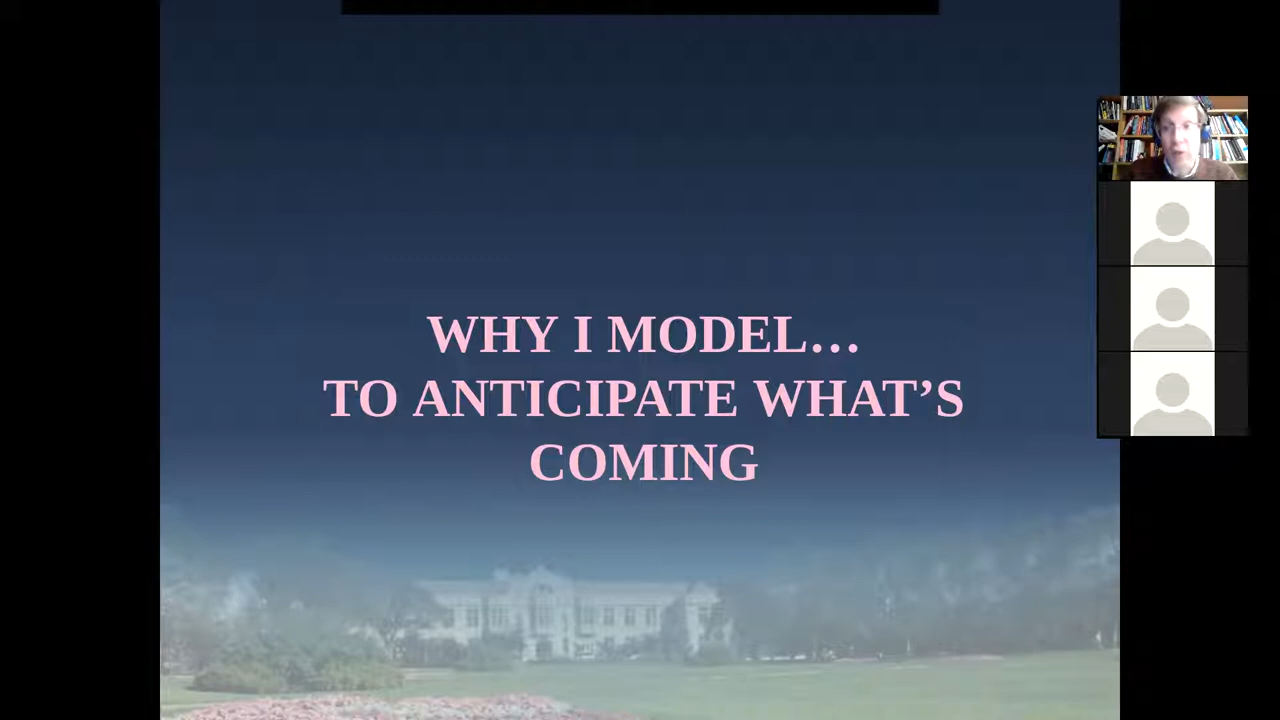 WHY I MODEL…
TO ANTICIPATE WHAT’S
COMING